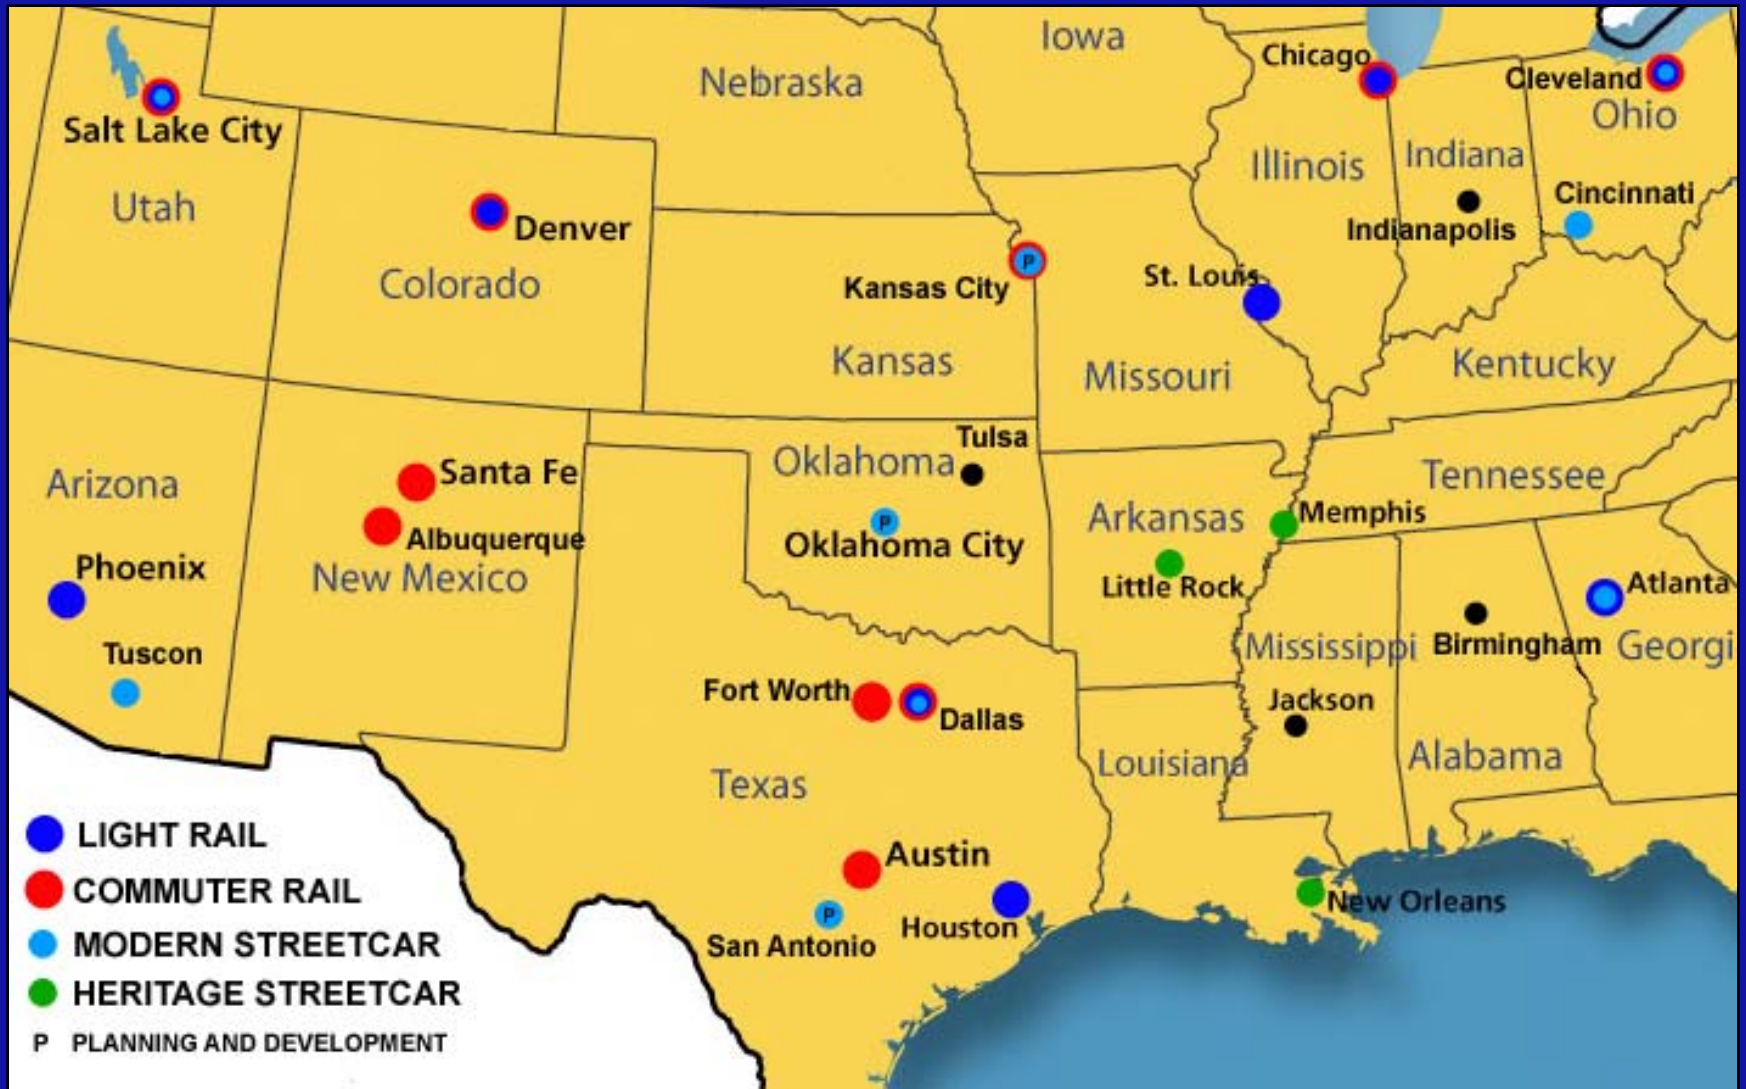 Iowa
Chicago
Nebraska
Cleveland
Ohio
Salt Lake City
Illinois
Indiana
Utah
Cincinnati
Denver
Indianapolis
Colorado
P
Kansas City
St. Louis
Kansas
Missouri
Kentucky
Tulsa
Oklahoma
Santa Fe
Arizona
Tennessee
P
Arkansas
Memphis
Albuquerque
Oklahoma City
Phoenix
New Mexico
Little Rock
Atlanta
Tuscon
Mississippi
Birmingham
Georgi
Fort Worth
Dallas
Jackson
Texas
Louisiana
Alabama
Austin
P
San Antonio
Houston
New Orleans
LIGHT RAIL
COMMUTER RAIL
MODERN STREETCAR
HERITAGE STREETCAR
P PLANNING AND DEVELOPMENT